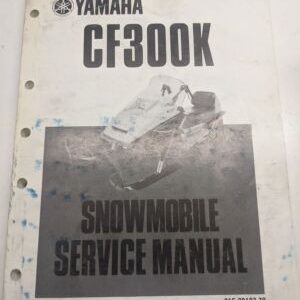 YAMAHA
CF300K
SNOWMOBILE
SERVICE MANUAL